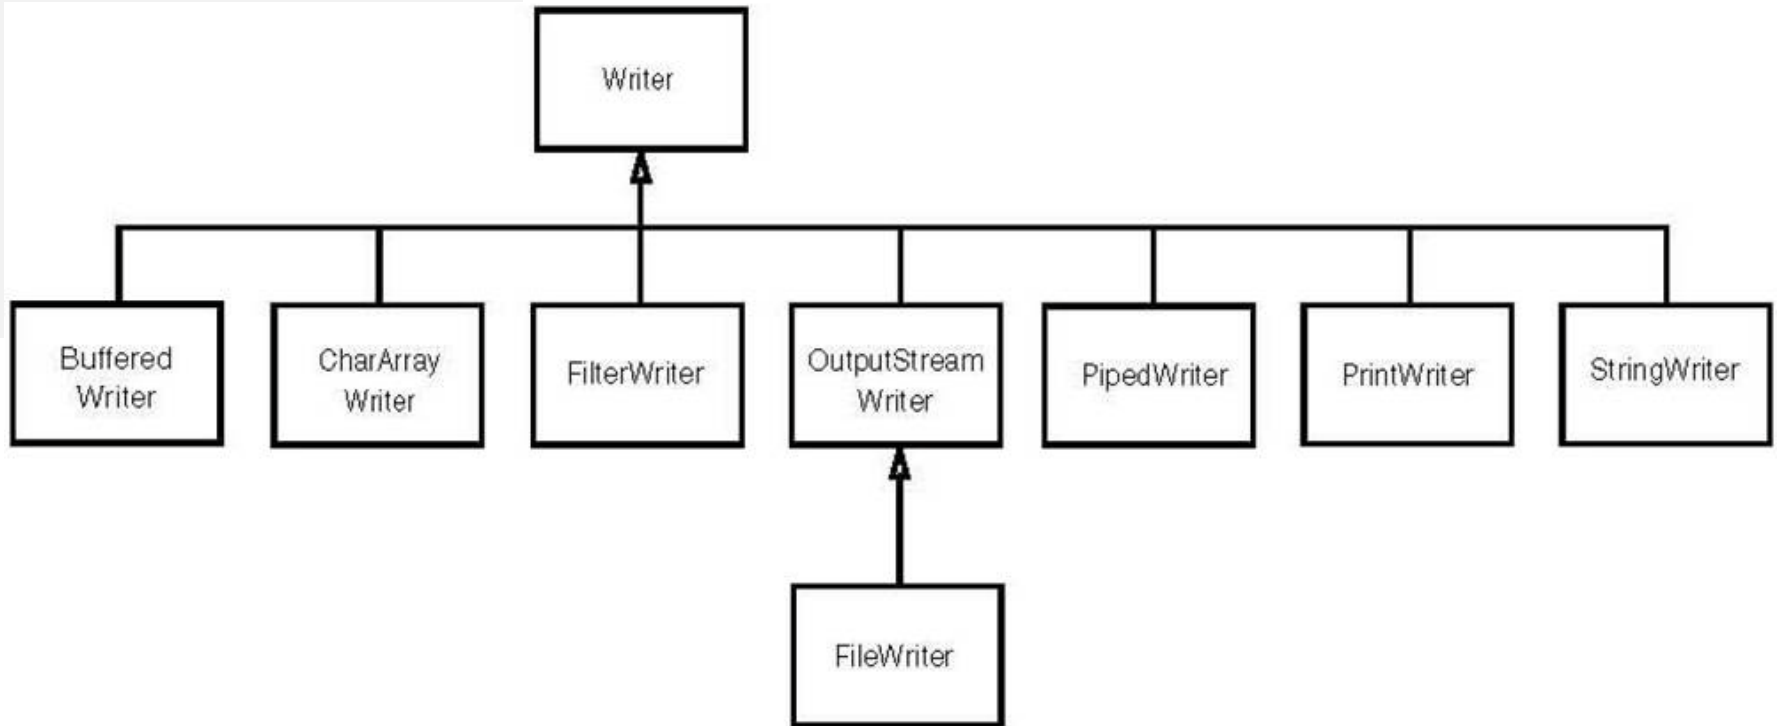 Writer
Buffered
Writer
CharArray
Writer
FilterWriter
OutputStream
Writer
PipedWriter
PrintWriter
StringWriter
FileWriter